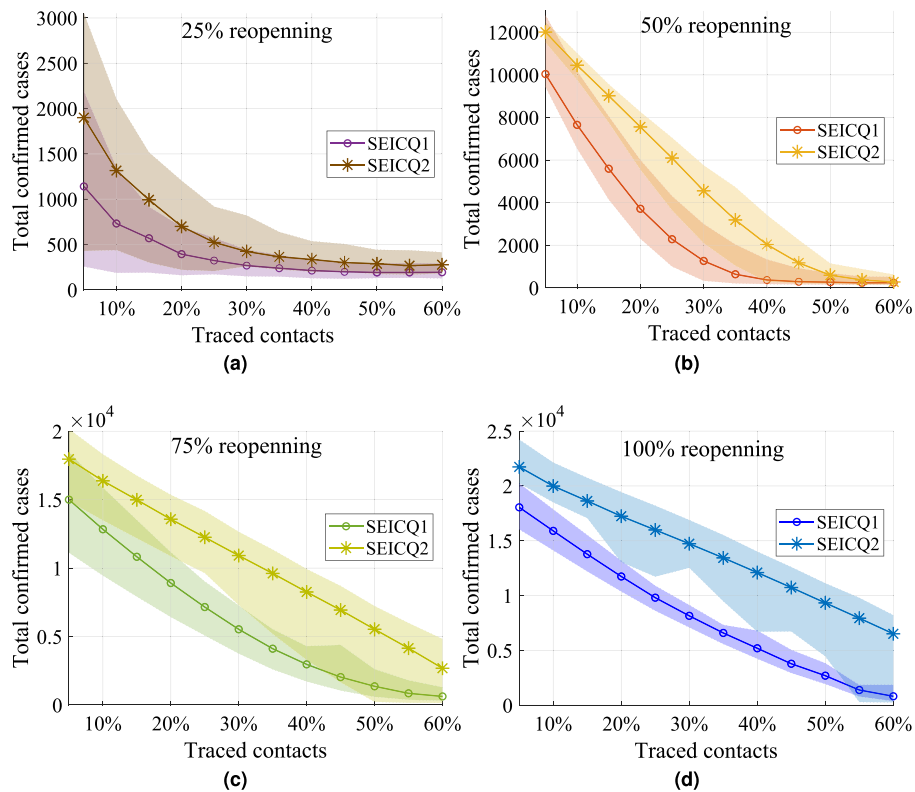 25% reopenning
Total confirmed cases
3000
2500
2000
1500
1000
500
0
SEICQ1
SEICQ2
10% 20% 30% 40% 50% 60%
Traced contacts
(a)
50% reopenning
Total confirmed cases
12000
10000
8000
6000
4000
2000
0
SEICQ1
SEICQ2
10% 20% 30% 40% 50% 60%
Traced contacts
(b)
×10⁴
75% reopenning
Total confirmed cases
2
1.5
1
0.5
0
SEICQ1
SEICQ2
10% 20% 30% 40% 50% 60%
Traced contacts
(c)
×10⁴
100% reopenning
Total confirmed cases
2.5
2
1.5
1
0.5
0
SEICQ1
SEICQ2
10% 20% 30% 40% 50% 60%
Traced contacts
(d)